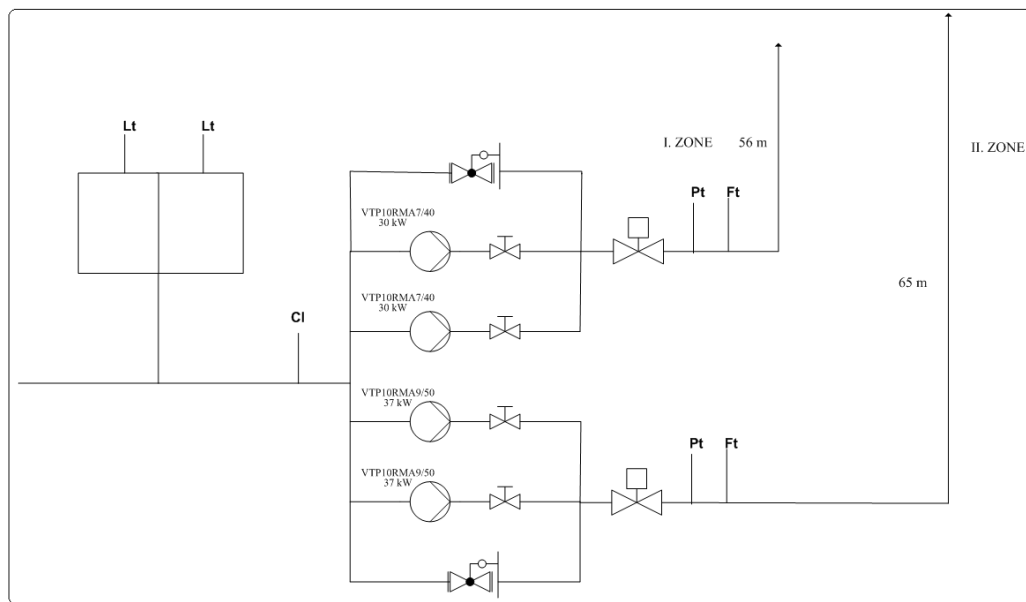 Lt
Lt
I. ZONE
56 m
II. ZONE
Pt
Ft
VTP10RMA7/40
30 kW
65 m
VTP10RMA7/40
30 kW
Cl
VTP10RMA9/50
37 kW
Pt
Ft
VTP10RMA9/50
37 kW